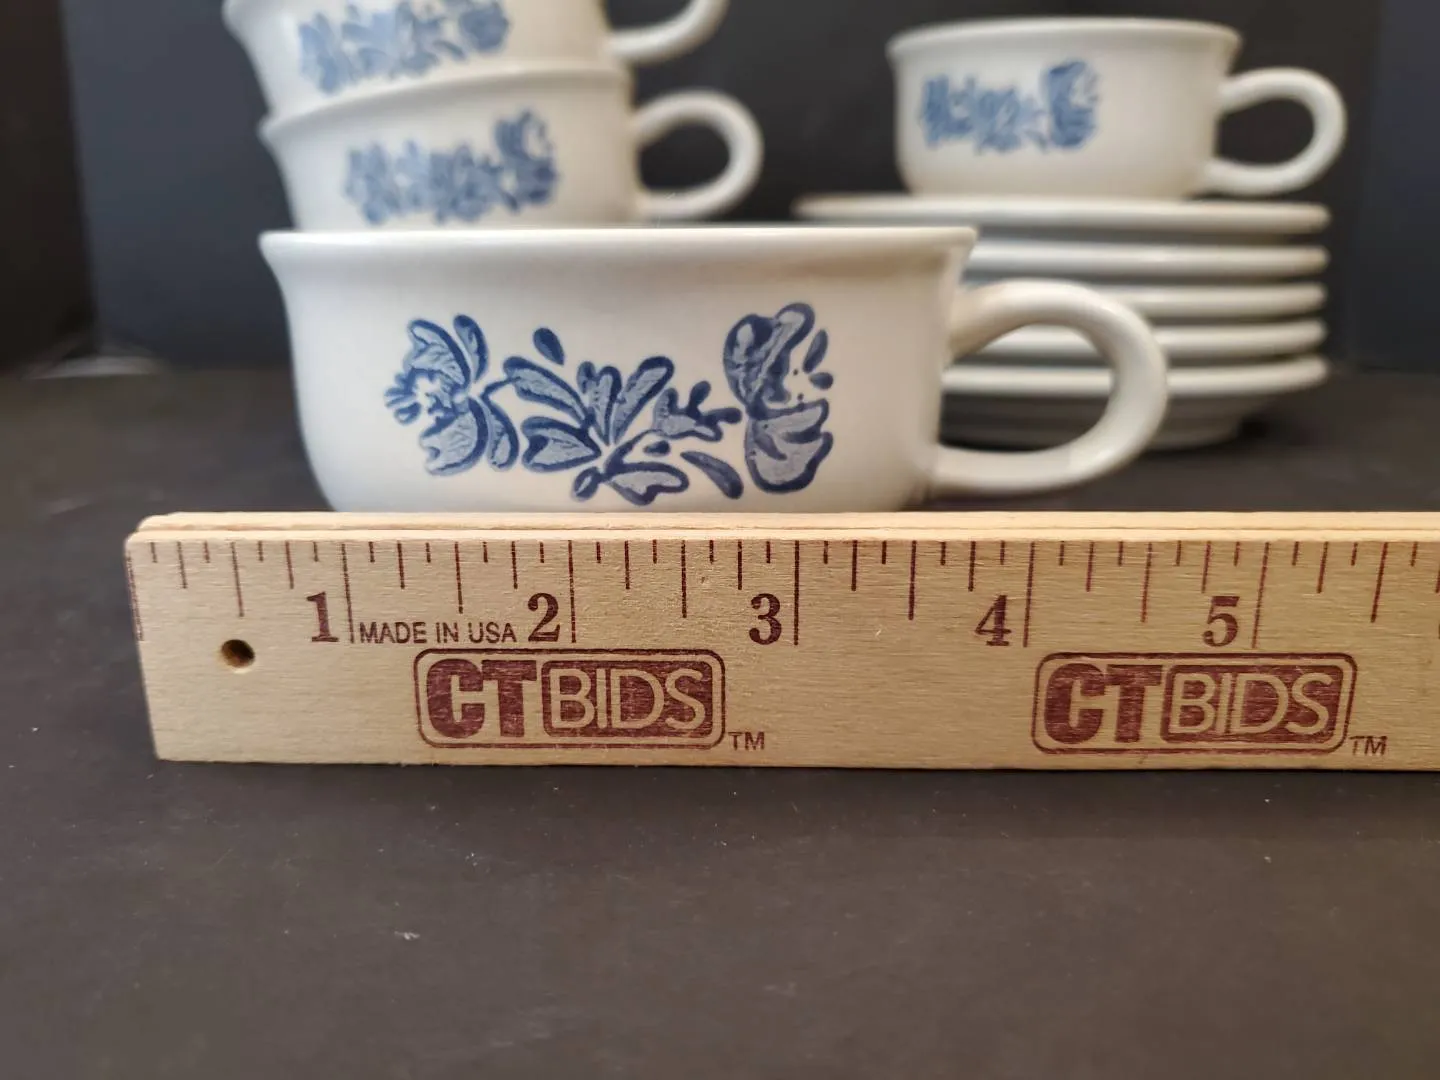 1 2 3 4 5
MADE IN USA
CTBIDS™ CTBIDS™